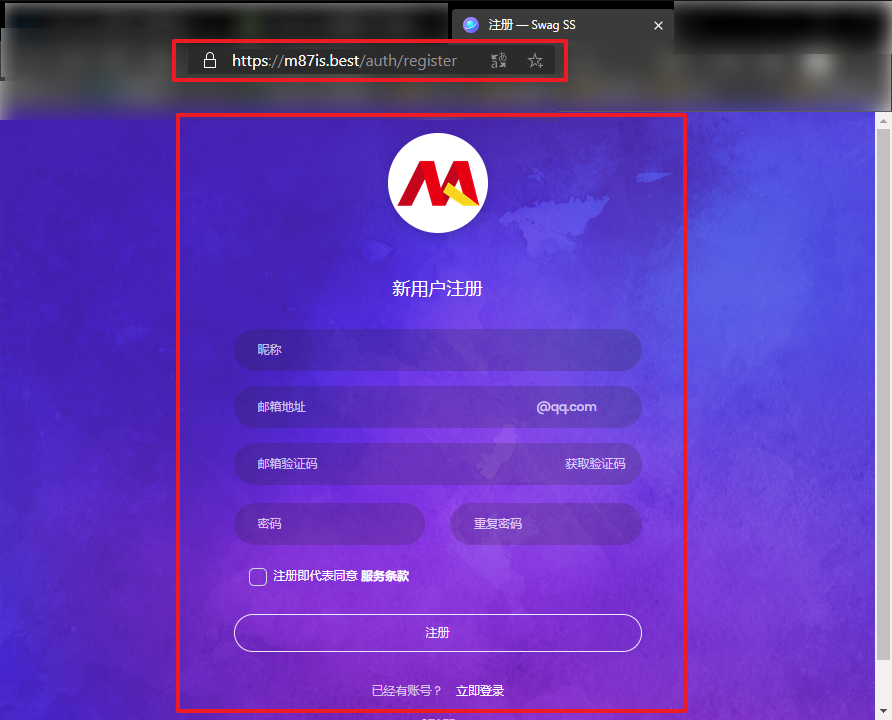 注册 — Swag SS
https://m87is.best/auth/register
新用户注册
昵称
邮箱地址 @qq.com
邮箱验证码 获取验证码
密码 重复密码
注册即代表同意 服务条款
注册
已经有账号？ 立即登录